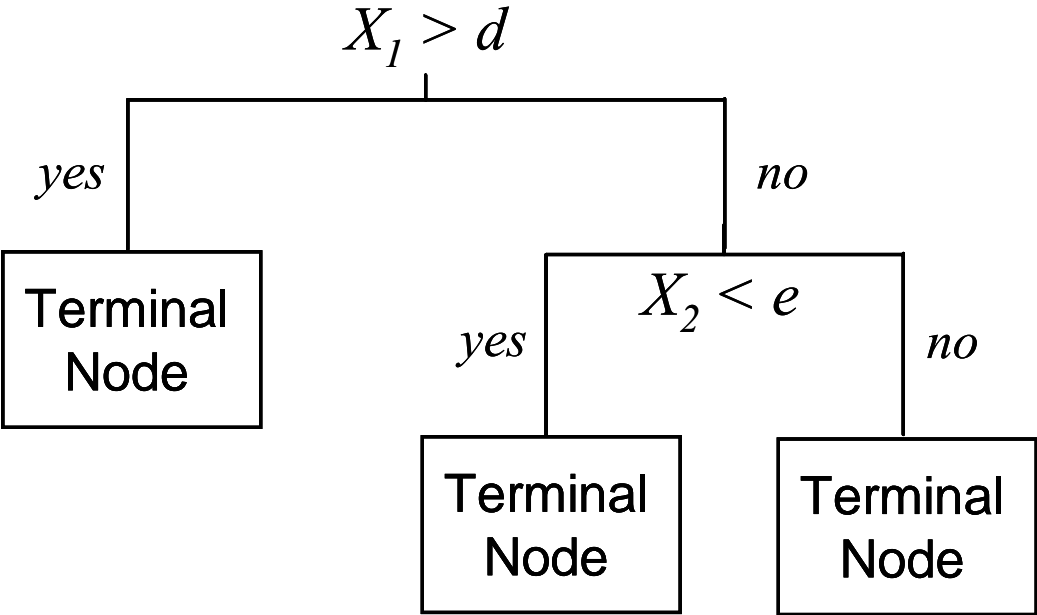 X₁ > d
yes
no
Terminal
Node
X₂ < e
yes
no
Terminal
Node
Terminal
Node